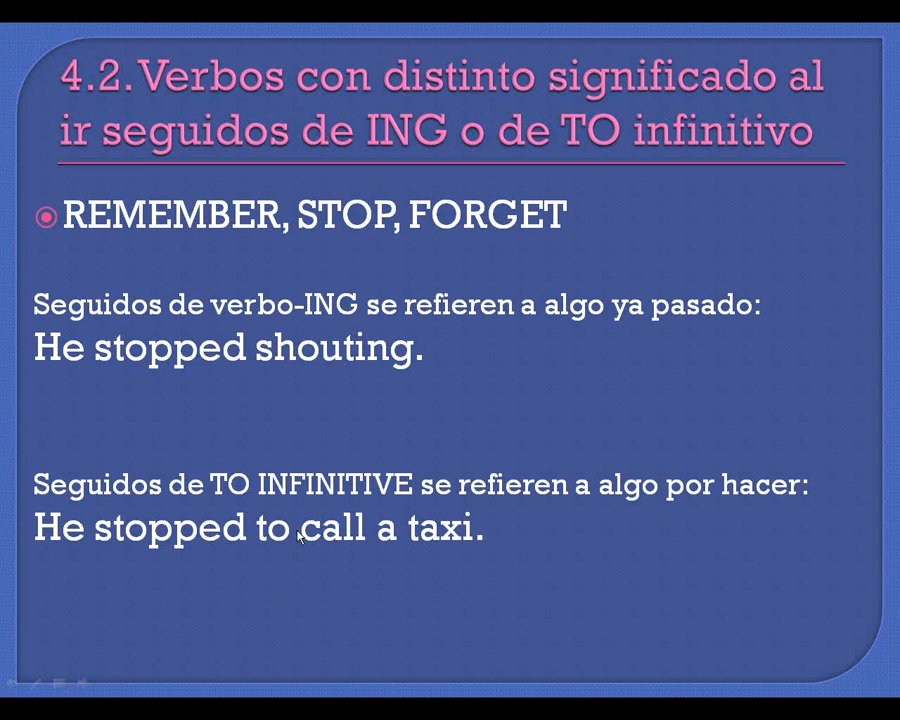 4.2. Verbos con distinto significado al
ir seguidos de ING o de TO infinitivo
REMEMBER, STOP, FORGET
Seguidos de verbo-ING se refieren a algo ya pasado:
He stopped shouting.
Seguidos de TO INFINITIVE se refieren a algo por hacer:
He stopped to call a taxi.